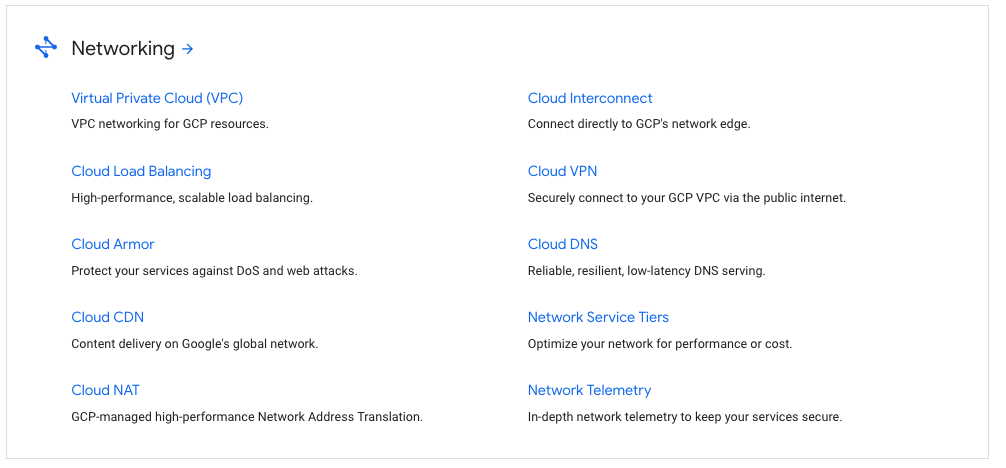 Networking →
Virtual Private Cloud (VPC)
VPC networking for GCP resources.
Cloud Load Balancing
High-performance, scalable load balancing.
Cloud Armor
Protect your services against DoS and web attacks.
Cloud CDN
Content delivery on Google's global network.
Cloud NAT
GCP-managed high-performance Network Address Translation.
Cloud Interconnect
Connect directly to GCP's network edge.
Cloud VPN
Securely connect to your GCP VPC via the public internet.
Cloud DNS
Reliable, resilient, low-latency DNS serving.
Network Service Tiers
Optimize your network for performance or cost.
Network Telemetry
In-depth network telemetry to keep your services secure.